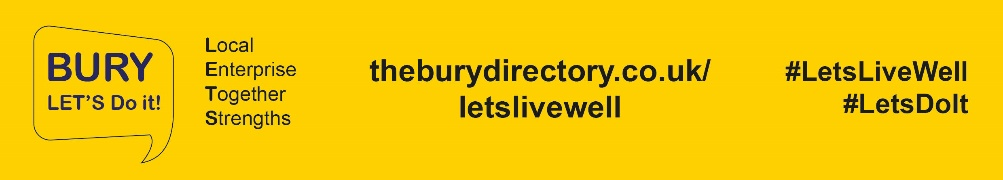 BURY
LET'S Do it!
Local
Enterprise
Together
Strengths
theburydirectory.co.uk/
letslivewell
#LetsLiveWell
#LetsDoIt